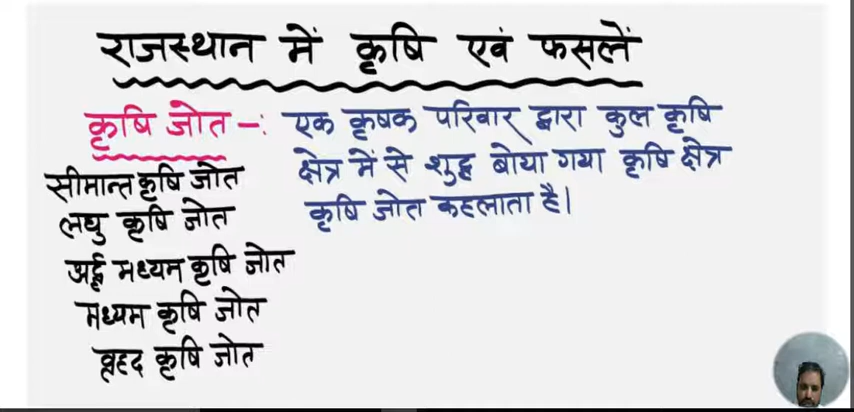 राजस्थान में कृषि एवं फसलें
कृषि जोत -: एक कृषक परिवार द्वारा कुल कृषि
क्षेत्र में से शुद्ध बोया गया कृषि क्षेत्र
कृषि जोत कहलाता है।
सीमान्त कृषि जोत
लघु कृषि जोत
अर्द्ध मध्यम कृषि जोत
मध्यम कृषि जोत
वृहद कृषि जोत